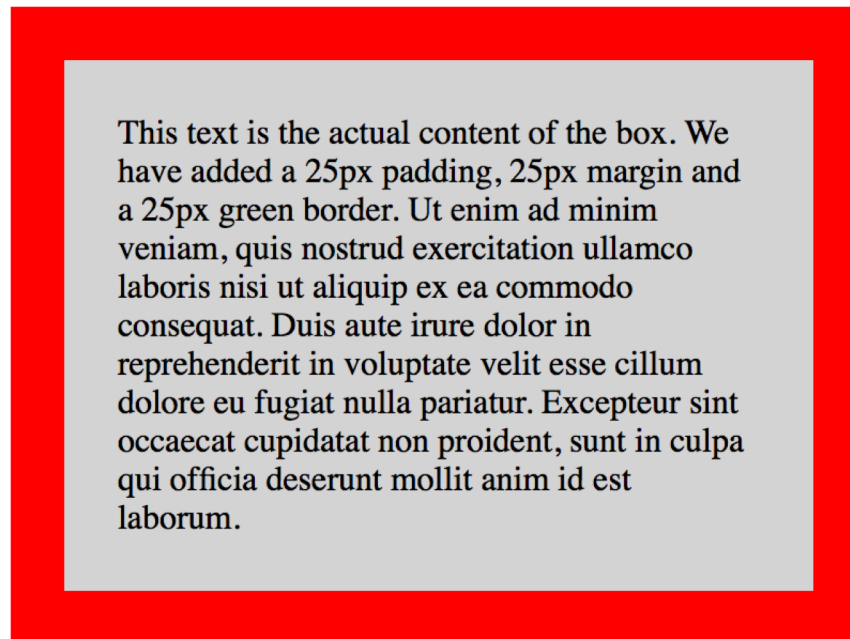 This text is the actual content of the box. We
have added a 25px padding, 25px margin and
a 25px green border. Ut enim ad minim
veniam, quis nostrud exercitation ullamco
laboris nisi ut aliquip ex ea commodo
consequat. Duis aute irure dolor in
reprehenderit in voluptate velit esse cillum
dolore eu fugiat nulla pariatur. Excepteur sint
occaecat cupidatat non proident, sunt in culpa
qui officia deserunt mollit anim id est
laborum.